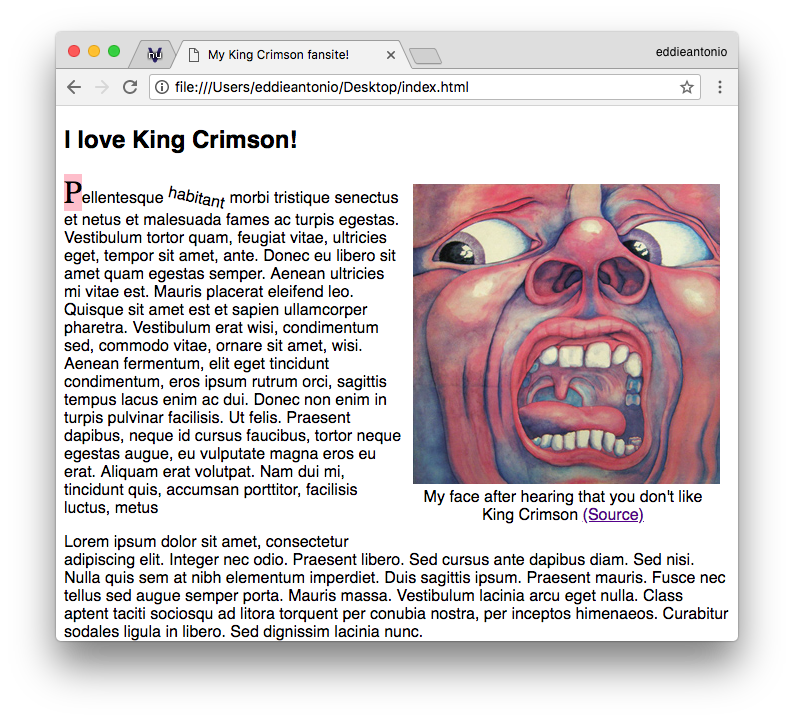 My King Crimson fansite!
eddieantonio
file:///Users/eddieantonio/Desktop/index.html
I love King Crimson!
Pellentesque habitant morbi tristique senectus
et netus et malesuada fames ac turpis egestas.
Vestibulum tortor quam, feugiat vitae, ultricies
eget, tempor sit amet, ante. Donec eu libero sit
amet quam egestas semper. Aenean ultricies
mi vitae est. Mauris placerat eleifend leo.
Quisque sit amet est et sapien ullamcorper
pharetra. Vestibulum erat wisi, condimentum
sed, commodo vitae, ornare sit amet, wisi.
Aenean fermentum, elit eget tincidunt
condimentum, eros ipsum rutrum orci, sagittis
tempus lacus enim ac dui. Donec non enim in
turpis pulvinar facilisis. Ut felis. Praesent
dapibus, neque id cursus faucibus, tortor neque
egestas augue, eu vulputate magna eros eu
erat. Aliquam erat volutpat. Nam dui mi,
tincidunt quis, accumsan porttitor, facilisis
luctus, metus
My face after hearing that you don't like
King Crimson (Source)
Lorem ipsum dolor sit amet, consectetur
adipiscing elit. Integer nec odio. Praesent libero. Sed cursus ante dapibus diam. Sed nisi.
Nulla quis sem at nibh elementum imperdiet. Duis sagittis ipsum. Praesent mauris. Fusce nec
tellus sed augue semper porta. Mauris massa. Vestibulum lacinia arcu eget nulla. Class
aptent taciti sociosqu ad litora torquent per conubia nostra, per inceptos himenaeos. Curabitur
sodales ligula in libero. Sed dignissim lacinia nunc.